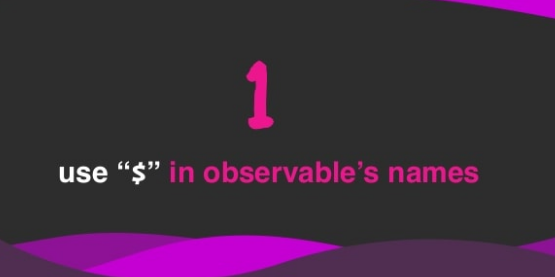 1
use “$” in observable’s names